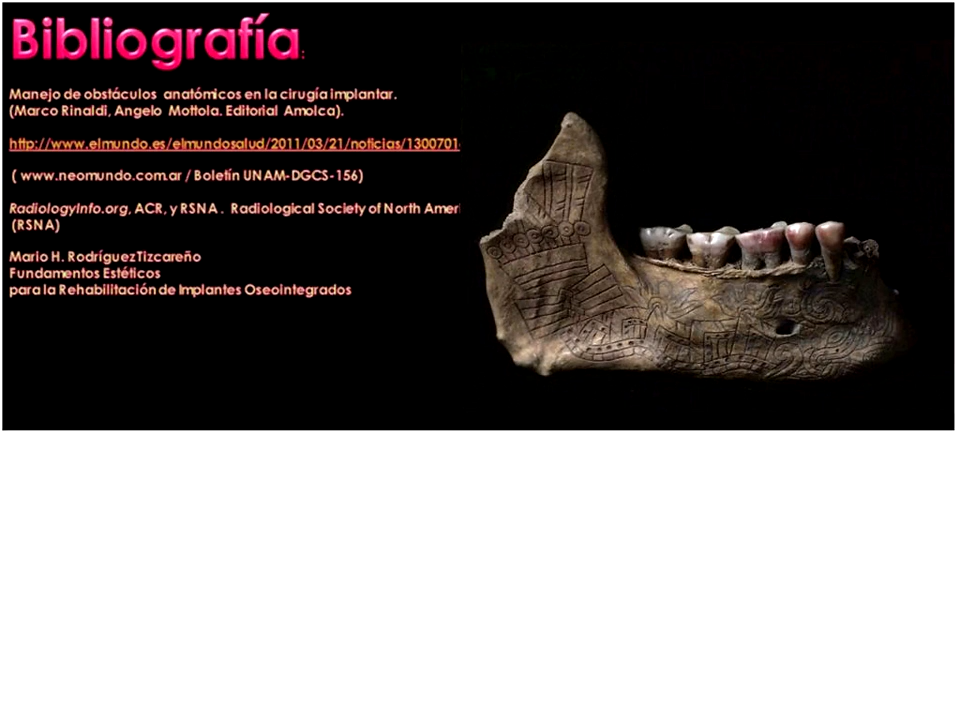 Bibliografía:
Manejo de obstáculos anatómicos en la cirugía implantar.
(Marco Rinaldi, Angelo Mottola. Editorial Amolca).
http://www.elmundo.es/elmundosalud/2011/03/21/noticias/1300701
( www.neomundo.com.ar / Boletín UNAM-DGCS-156)
RadiologyInfo.org, ACR, y RSNA . Radiological Society of North Ameri
(RSNA)
Mario H. Rodríguez Tizcareño
Fundamentos Estéticos
para la Rehabilitación de Implantes Oseointegrados